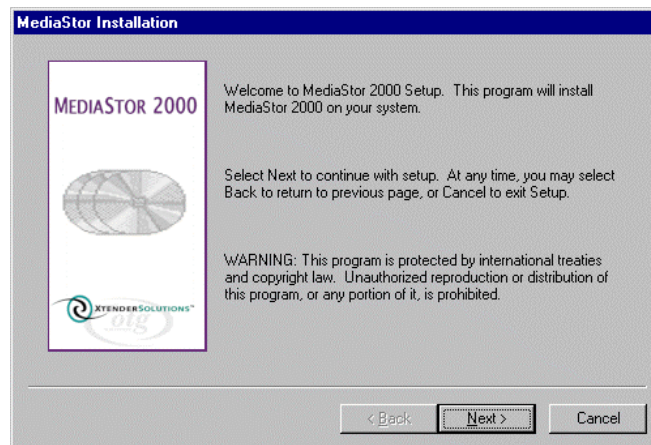 MediaStor Installation
MEDIASTOR 2000
Welcome to MediaStor 2000 Setup. This program will install
MediaStor 2000 on your system.
Select Next to continue with setup. At any time, you may select
Back to return to previous page, or Cancel to exit Setup.
WARNING: This program is protected by international treaties
and copyright law. Unauthorized reproduction or distribution of
this program, or any portion of it, is prohibited.
XTENDERSOLUTIONS™
otg
< Back
Next >
Cancel